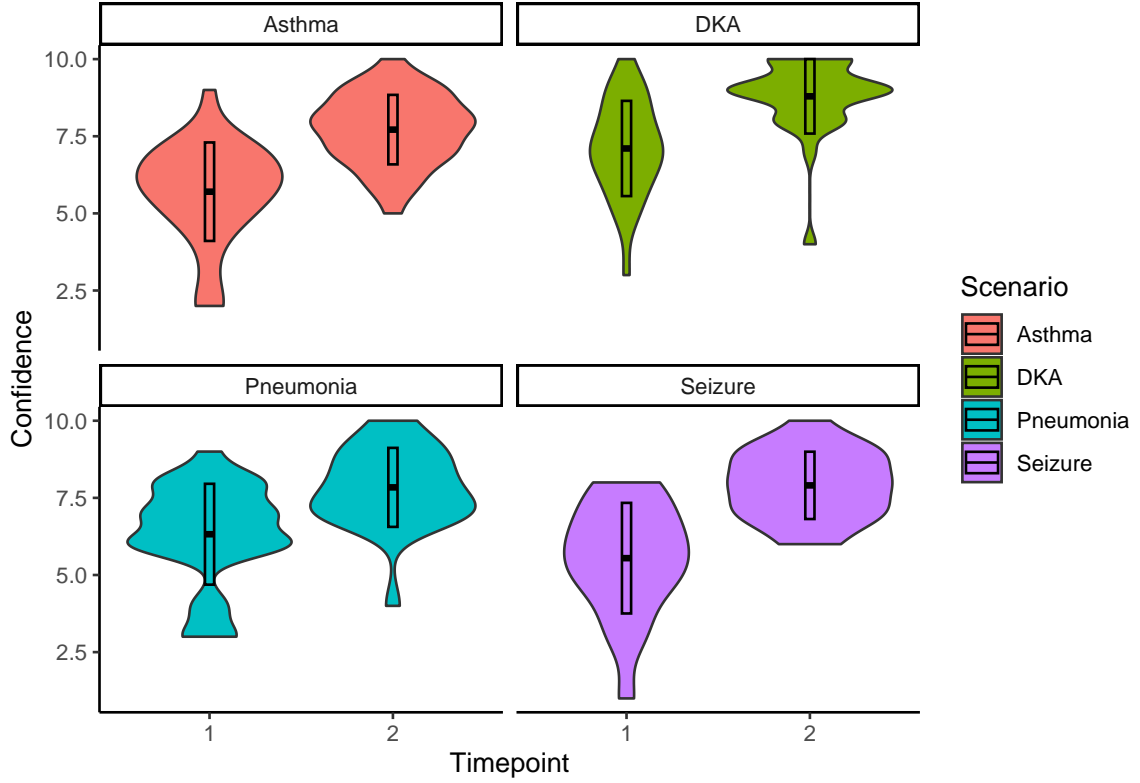 Asthma
DKA
10.0
7.5
5.0
2.5
Pneumonia
Seizure
10.0
7.5
5.0
2.5
1
2
1
2
Timepoint
Confidence
Scenario
Asthma
DKA
Pneumonia
Seizure